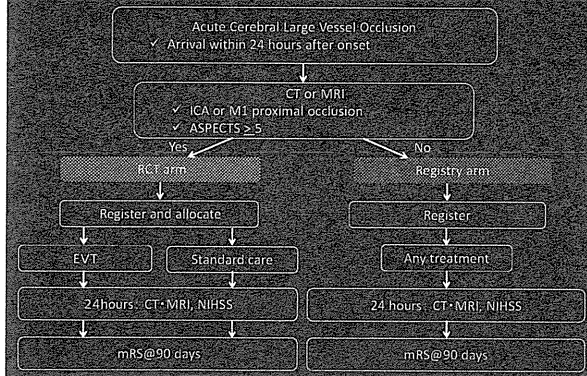 Acute Cerebral Large Vessel Occlusion
✓ Arrival within 24 hours after onset
CT or MRI
✓ ICA or M1 proximal occlusion
✓ ASPECTS ≥ 5
Yes
No
RCT arm
Registry arm
Register and allocate
Register
EVT
Standard care
Any treatment
24hours: CT・MRI, NIHSS
24 hours: CT・MRI, NIHSS
mRS@90 days
mRS@90 days